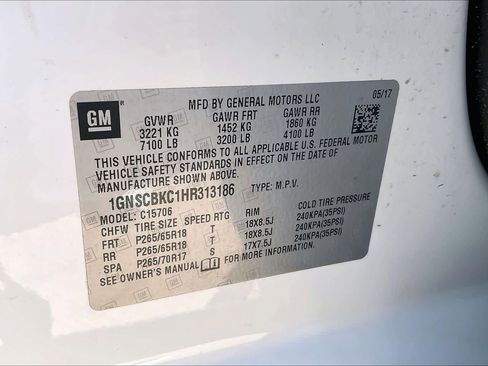 GM
MFD BY GENERAL MOTORS LLC 05/17
GVWR GAWR FRT GAWR RR
3221 KG 1452 KG 1860 KG
7100 LB 3200 LB 4100 LB
THIS VEHICLE CONFORMS TO ALL APPLICABLE U.S. FEDERAL MOTOR
VEHICLE SAFETY STANDARDS IN EFFECT ON THE DATE OF
MANUFACTURE SHOWN ABOVE.
1GNSCBKC1HR313186 TYPE: M.P.V.
MODEL: C15706
CHFW TIRE SIZE SPEED RTG RIM COLD TIRE PRESSURE
FRT P265/65R18 T 18X8.5J 240KPA(35PSI)
RR P265/65R18 T 18X8.5J 240KPA(35PSI)
SPA P265/70R17 S 17X7.5J 240KPA(35PSI)
SEE OWNER'S MANUAL FOR MORE INFORMATION.